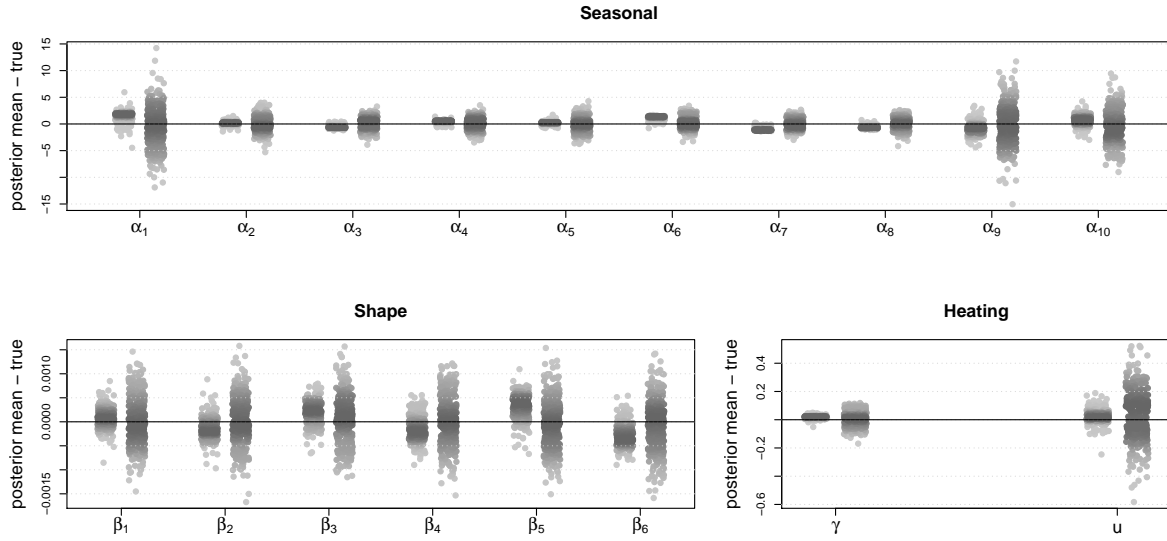 Seasonal
posterior mean − true
15
10
5
0
−5
−15
α1 α2 α3 α4 α5 α6 α7 α8 α9 α10
Shape
posterior mean − true
0.0010
0.0000
−0.0015
β1 β2 β3 β4 β5 β6
Heating
posterior mean − true
0.4
0.2
0
−0.2
−0.6
γ u